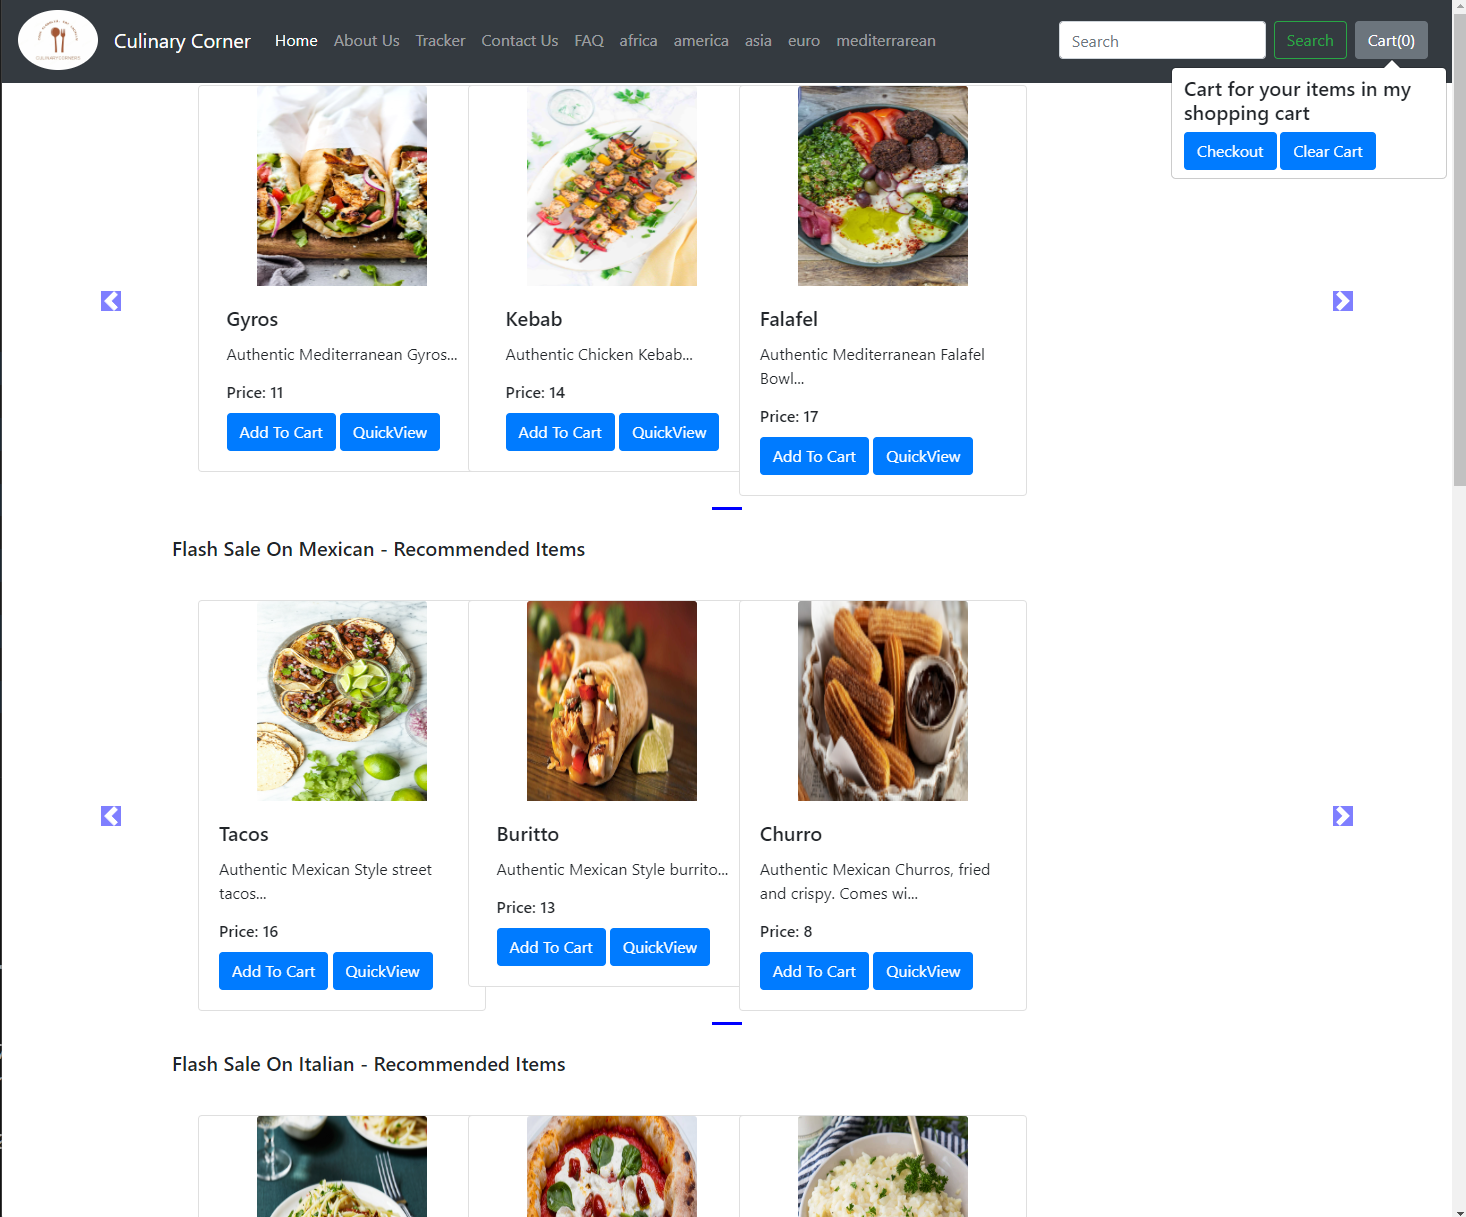 CULINARY CORNERS
Culinary Corner
Home
About Us
Tracker
Contact Us
FAQ
africa
america
asia
euro
mediterrarean
Search
Search
Cart(0)
Cart for your items in my
shopping cart
Checkout
Clear Cart
Gyros
Authentic Mediterranean Gyros...
Price: 11
Add To Cart
QuickView
Kebab
Authentic Chicken Kebab...
Price: 14
Add To Cart
QuickView
Falafel
Authentic Mediterranean Falafel
Bowl...
Price: 17
Add To Cart
QuickView
Flash Sale On Mexican - Recommended Items
Tacos
Authentic Mexican Style street
tacos...
Price: 16
Add To Cart
QuickView
Buritto
Authentic Mexican Style burrito...
Price: 13
Add To Cart
QuickView
Churro
Authentic Mexican Churros, fried
and crispy. Comes wi...
Price: 8
Add To Cart
QuickView
Flash Sale On Italian - Recommended Items